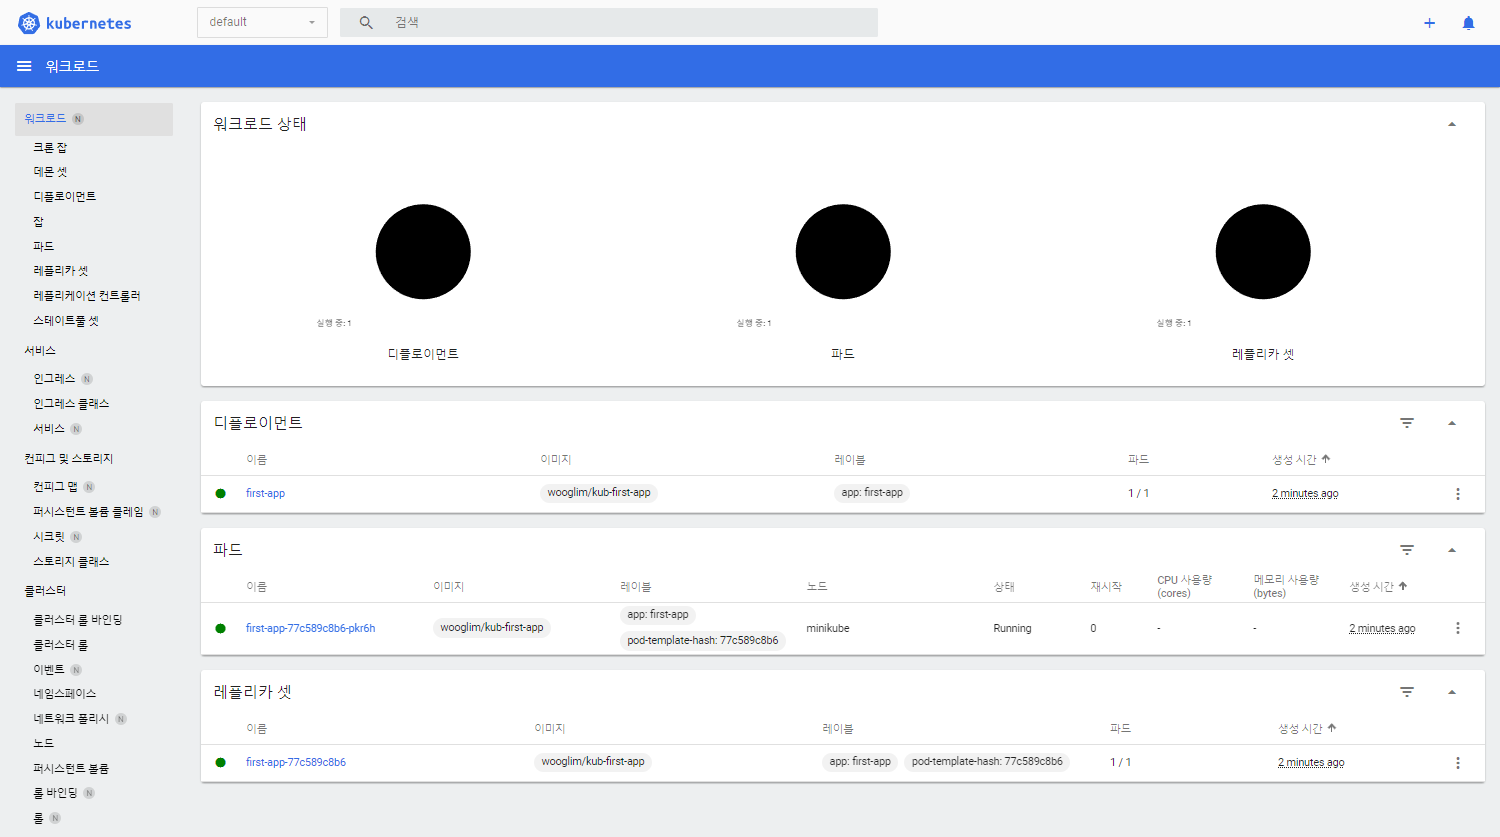 kubernetes
default
검색
워크로드
워크로드 N
크론 잡
데몬 셋
디플로이먼트
잡
파드
레플리카 셋
레플리케이션 컨트롤러
스테이트풀 셋
서비스
인그레스 N
인그레스 클래스
서비스 N
컨피그 및 스토리지
컨피그 맵 N
퍼시스턴트 볼륨 클레임 N
시크릿 N
스토리지 클래스
클러스터
클러스터 롤 바인딩
클러스터 롤
이벤트 N
네임스페이스
네트워크 폴리시 N
노드
퍼시스턴트 볼륨
롤 바인딩 N
롤 N
워크로드 상태
실행 중: 1
디플로이먼트
실행 중: 1
파드
실행 중: 1
레플리카 셋
디플로이먼트
이름 이미지 레이블 파드 생성 시간
first-app wooglim/kub-first-app app: first-app 1 / 1 2 minutes ago
파드
이름 이미지 레이블 노드 상태 재시작 CPU 사용량 (cores) 메모리 사용량 (bytes) 생성 시간
first-app-77c589c8b6-pkr6h wooglim/kub-first-app app: first-app pod-template-hash: 77c589c8b6 minikube Running 0 - - 2 minutes ago
레플리카 셋
이름 이미지 레이블 파드 생성 시간
first-app-77c589c8b6 wooglim/kub-first-app app: first-app pod-template-hash: 77c589c8b6 1 / 1 2 minutes ago